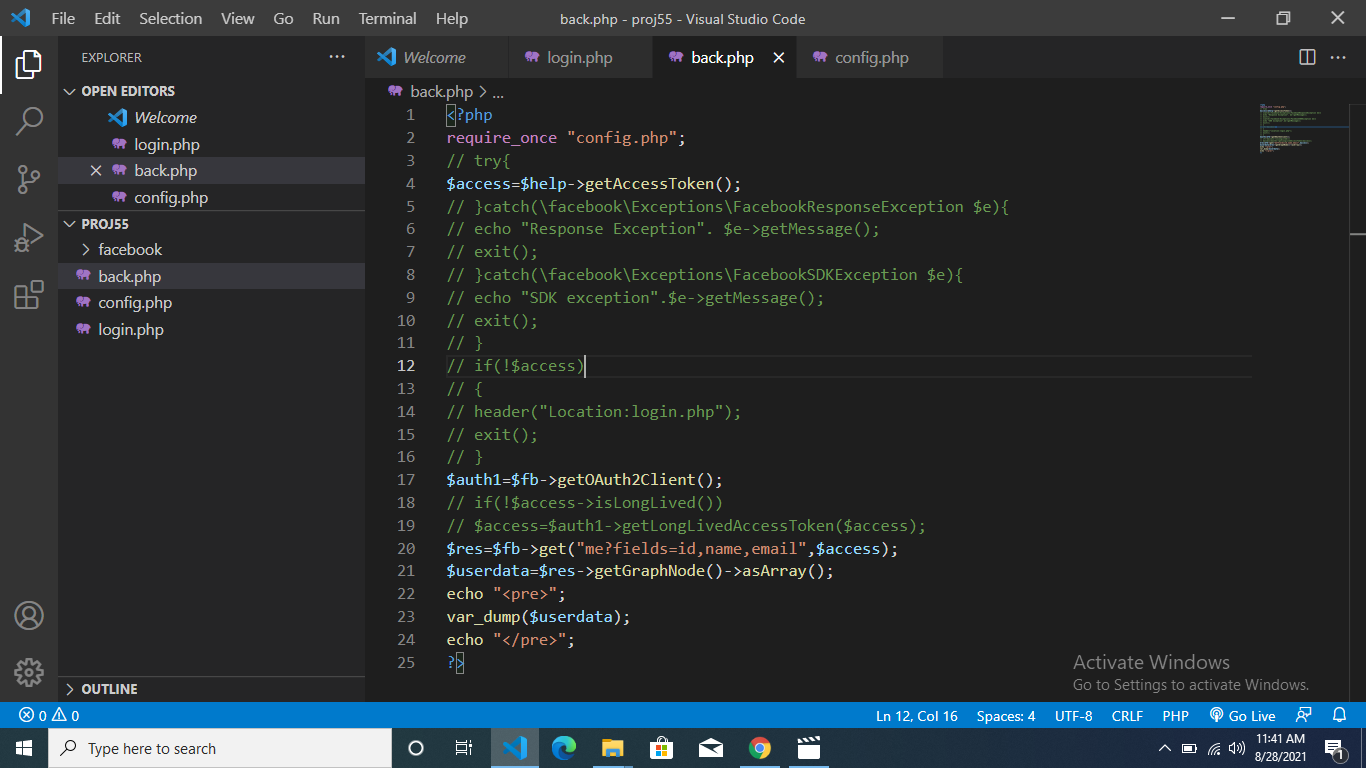 File Edit Selection View Go Run Terminal Help
back.php - proj55 - Visual Studio Code
EXPLORER
OPEN EDITORS
Welcome
login.php
back.php
config.php
PROJ55
facebook
back.php
config.php
login.php
OUTLINE
Welcome login.php back.php config.php
back.php > ...
1 <?php
2 require_once "config.php";
3 // try{
4 $access=$help->getAccessToken();
5 // }catch(\facebook\Exceptions\FacebookResponseException $e){
6 // echo "Response Exception". $e->getMessage();
7 // exit();
8 // }catch(\facebook\Exceptions\FacebookSDKException $e){
9 // echo "SDK exception".$e->getMessage();
10 // exit();
11 // }
12 // if(!$access)
13 // {
14 // header("Location:login.php");
15 // exit();
16 // }
17 $auth1=$fb->getOAuth2Client();
18 // if(!$access->isLongLived())
19 // $access=$auth1->getLongLivedAccessToken($access);
20 $res=$fb->get("me?fields=id,name,email",$access);
21 $userdata=$res->getGraphNode()->asArray();
22 echo "<pre>";
23 var_dump($userdata);
24 echo "</pre>";
25 ?>
Activate Windows
Go to Settings to activate Windows.
0 0
Ln 12, Col 16 Spaces: 4 UTF-8 CRLF PHP Go Live
Type here to search
11:41 AM
8/28/2021
1